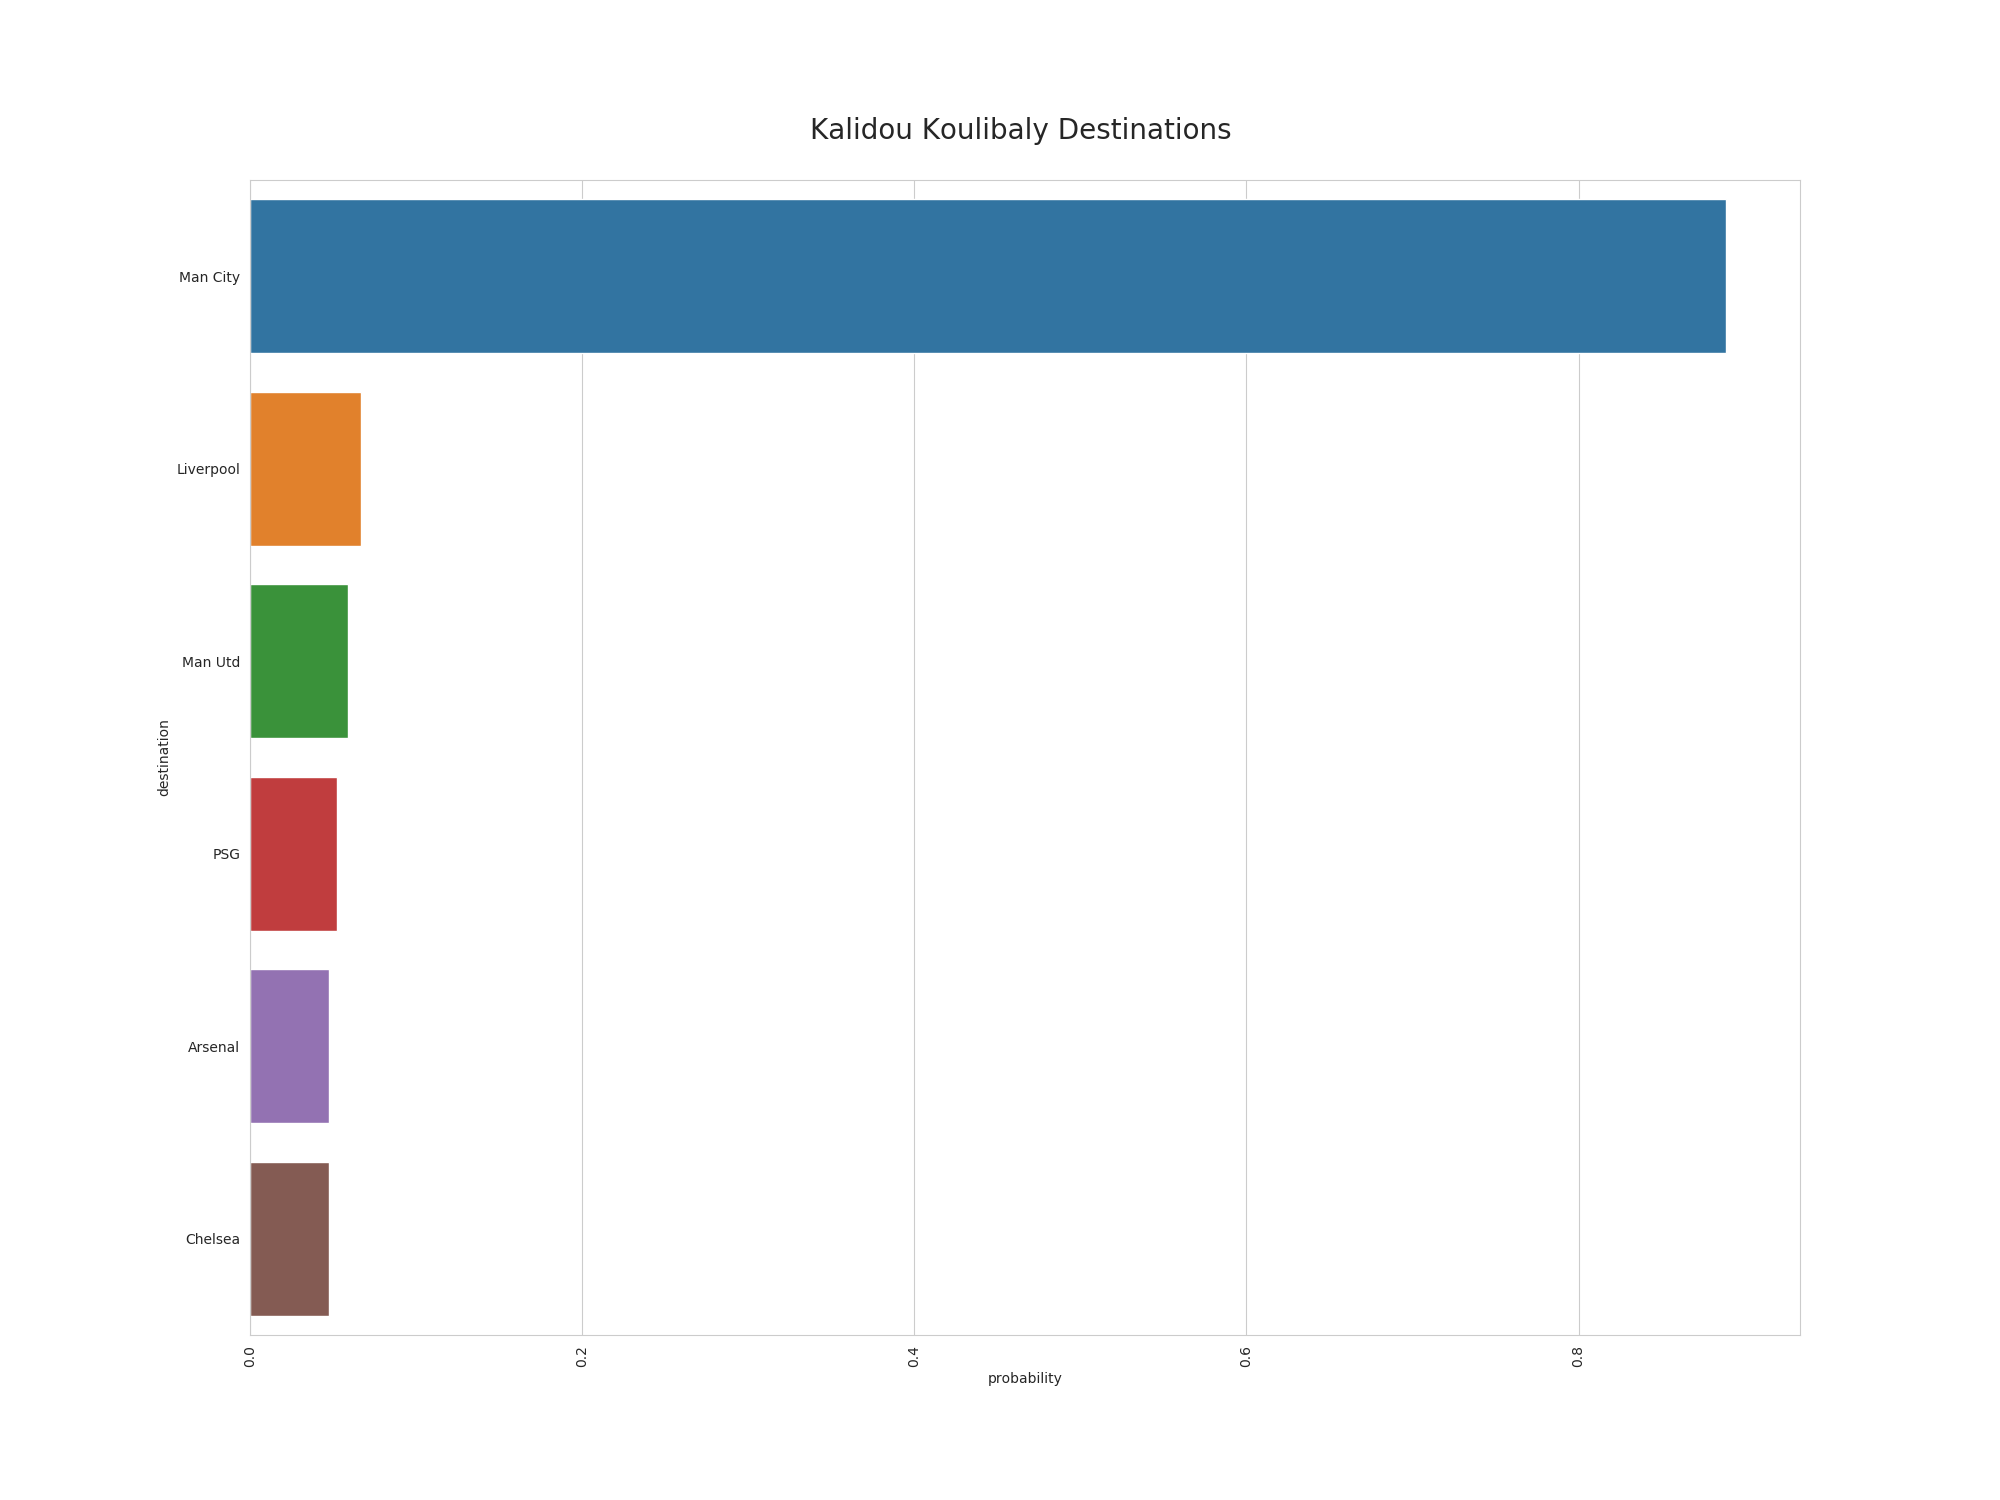 Kalidou Koulibaly Destinations
Man City
Liverpool
Man Utd
PSG
Arsenal
Chelsea
destination
0.0 0.2 0.4 0.6 0.8
probability